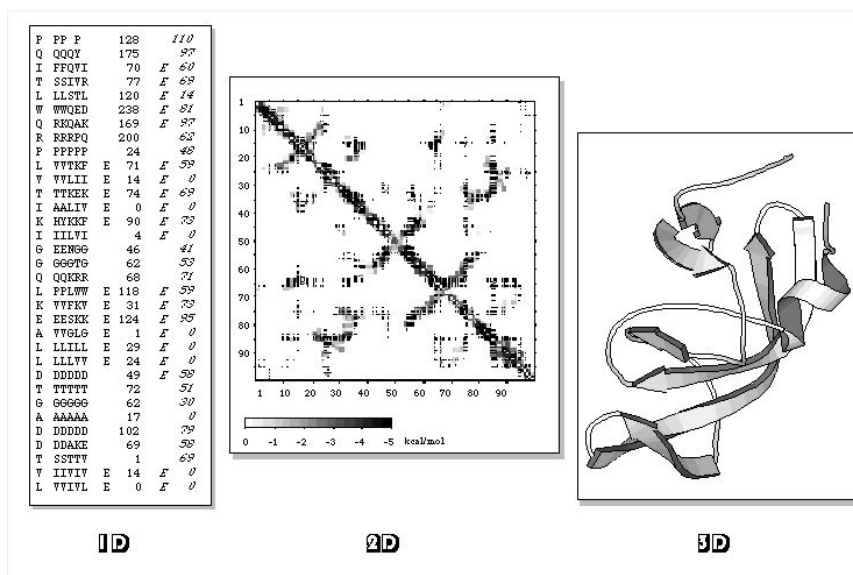 P PP P 128 110
Q QQQY 175 97
I FFQVI 70 E 60
T SSIVR 77 E 69
L LLSTL 120 E 14
W WWQED 238 E 81
Q RKQAK 169 E 97
R RRRPQ 200 62
P PPPPP 24 48
L VVTKF E 71 E 59
V VVLII E 14 E 0
T TTKEK E 74 E 69
I AALIV E 0 E 0
K HYKKF E 90 E 73
I IILVI 4 E 0
G EENGG 46 41
G GGGTG 62 53
Q QQKRR 68 71
L PPLWW E 118 E 59
K VVFKV E 31 E 73
E EESKK E 124 E 95
A VVGLG E 1 E 0
L LLILL E 29 E 0
L LLLVV E 24 E 0
D DDDDD 49 E 58
T TTTTT 72 51
G GGGGG 62 30
A AAAAA 17 0
D DDDDD 102 79
D DDAKE 69 58
T SSTTV 1 69
V IIVIV E 14 E 0
L VVIVL E 0 E 0
1D
1
10
20
30
40
50
60
70
80
90
1 10 20 30 40 50 60 70 80 90
0 -1 -2 -3 -4 -5 kcal/mol
2D
3D